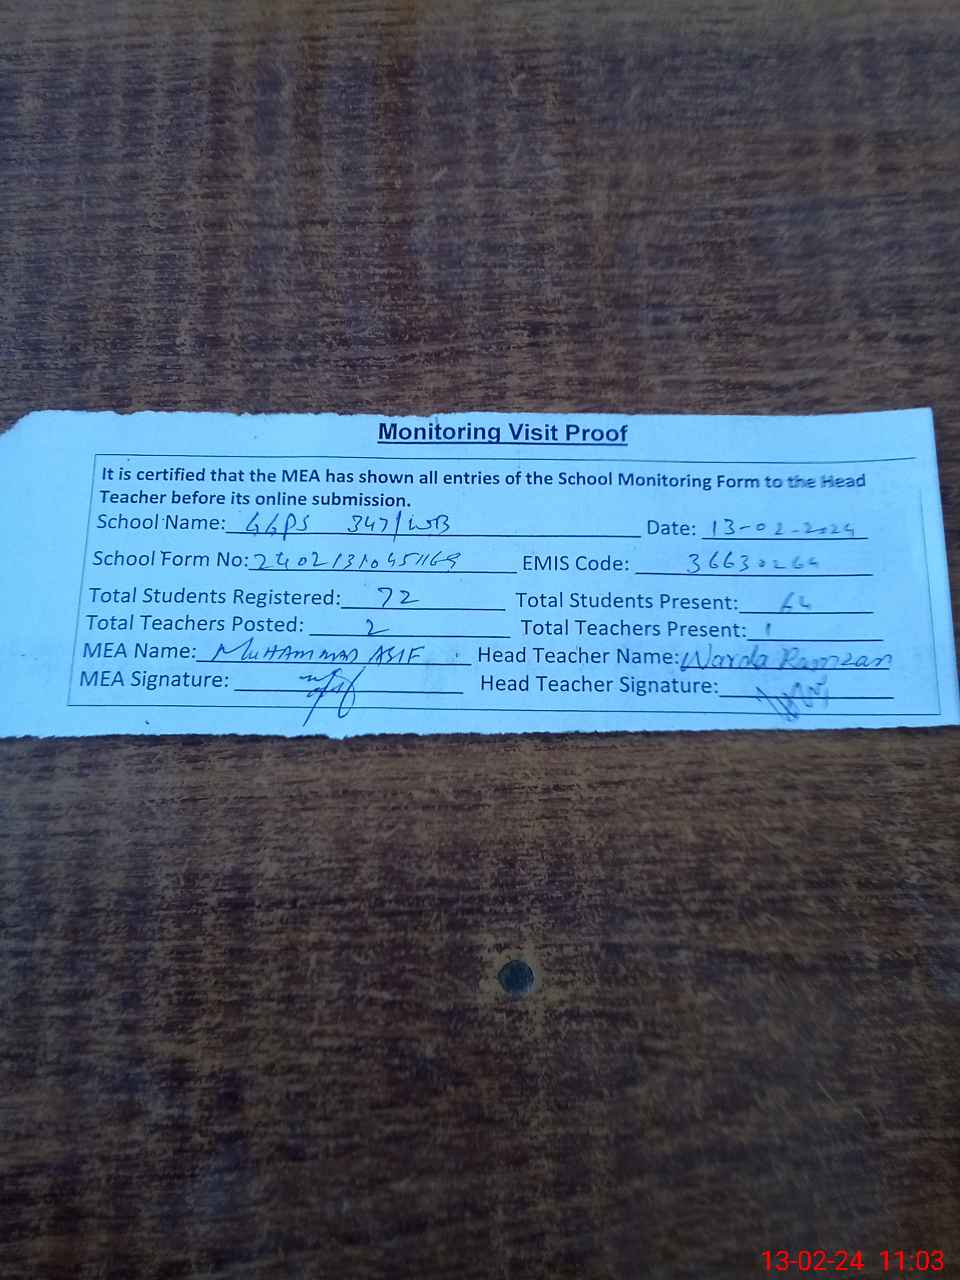 Monitoring Visit Proof
It is certified that the MEA has shown all entries of the School Monitoring Form to the Head
Teacher before its online submission.
School Name: GGPS 347/WB Date: 13-02-2024
School Form No: EMIS Code:
Total Students Registered: 72 Total Students Present: 64
Total Teachers Posted: 2 Total Teachers Present: 1
MEA Name: MUHAMMAD ASIF Head Teacher Name: Warda Ramzan
MEA Signature: Head Teacher Signature:
13-02-24 11:03